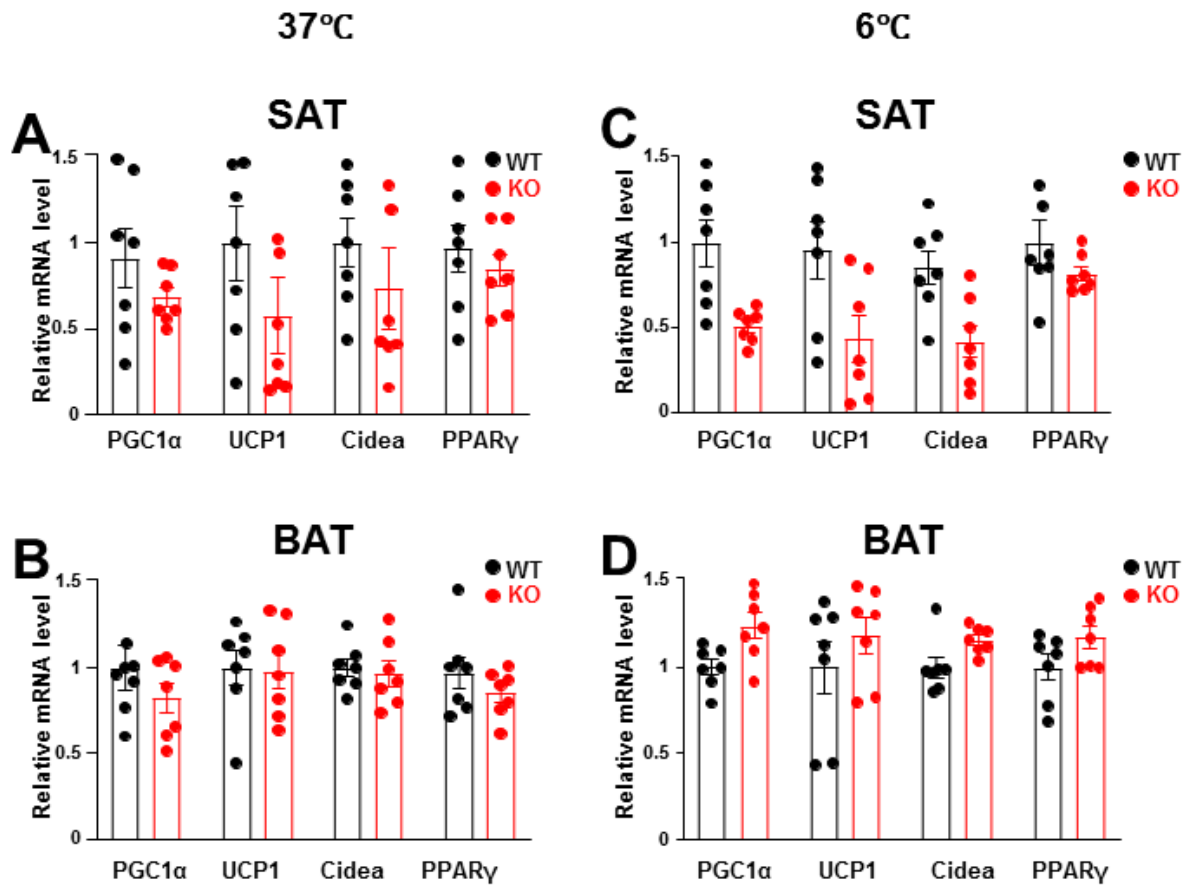 37℃
6℃
A
SAT
WT
KO
Relative mRNA level
1.5
1
0.5
0
PGC1α UCP1 Cidea PPARγ
C
SAT
WT
KO
Relative mRNA level
1.5
1
0.5
0
PGC1α UCP1 Cidea PPARγ
B
BAT
WT
KO
Relative mRNA level
1.5
1
0.5
0
PGC1α UCP1 Cidea PPARγ
D
BAT
WT
KO
Relative mRNA level
1.5
1
0.5
0
PGC1α UCP1 Cidea PPARγ